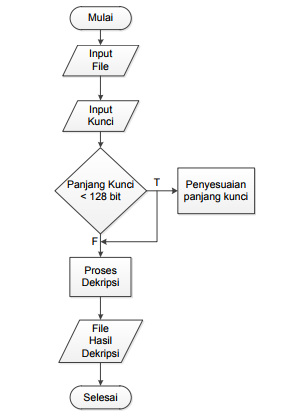 Mulai
Input
File
Input
Kunci
Panjang Kunci
< 128 bit
T
Penyesuaian
panjang kunci
F
Proses
Dekripsi
File
Hasil
Dekripsi
Selesai